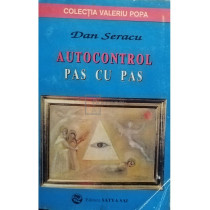 COLECȚIA VALERIU POPA
Dan Seracu
AUTOCONTROL
PAS CU PAS